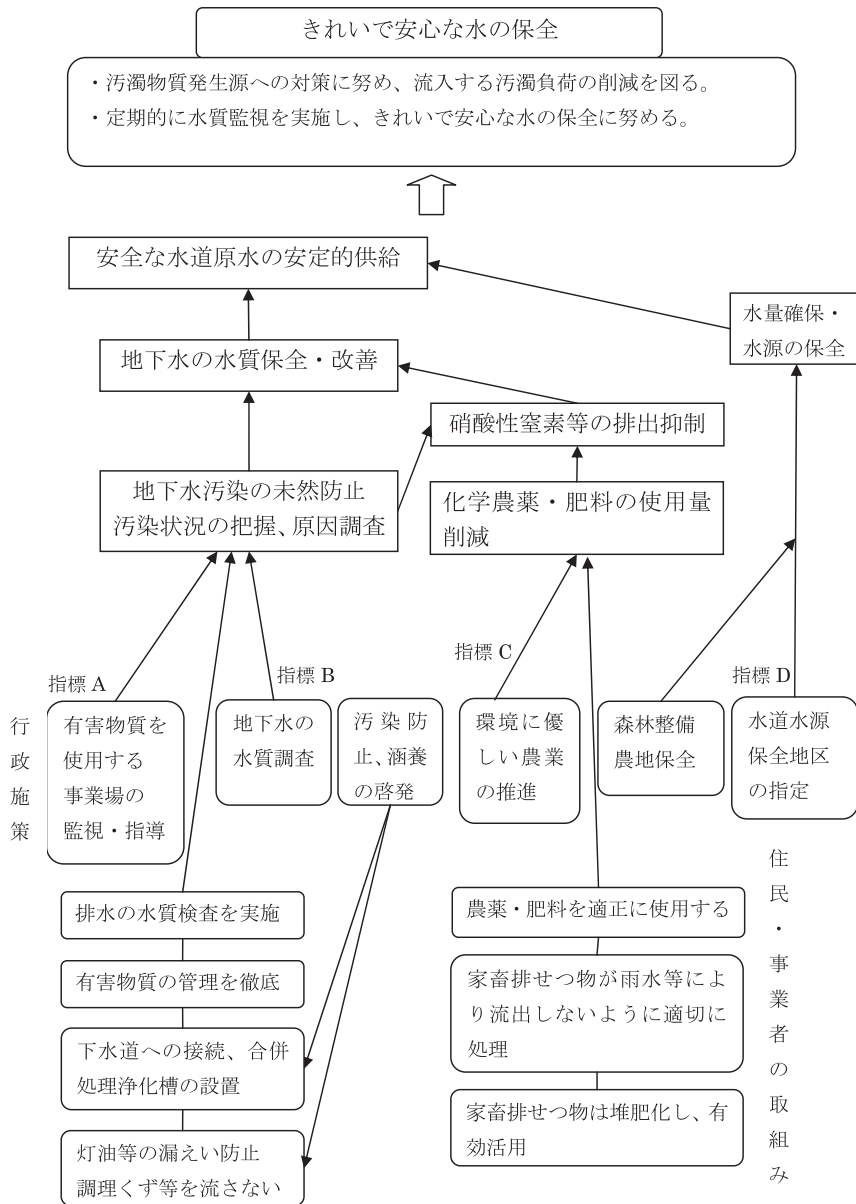 きれいで安心な水の保全
・汚濁物質発生源への対策に努め、流入する汚濁負荷の削減を図る。
・定期的に水質監視を実施し、きれいで安心な水の保全に努める。
安全な水道原水の安定的供給
水量確保・
水源の保全
地下水の水質保全・改善
硝酸性窒素等の排出抑制
地下水汚染の未然防止
汚染状況の把握、原因調査
化学農薬・肥料の使用量
削減
指標 A
指標 B
指標 C
指標 D
行政施策
有害物質を
使用する
事業場の
監視・指導
地下水の
水質調査
汚染防
止、涵養
の啓発
環境に優
しい農業
の推進
森林整備
農地保全
水道水源
保全地区
の指定
住民・事業者の取組み
排水の水質検査を実施
有害物質の管理を徹底
下水道への接続、合併
処理浄化槽の設置
灯油等の漏えい防止
調理くず等を流さない
農薬・肥料を適正に使用する
家畜排せつ物が雨水等によ
り流出しないように適切に
処理
家畜排せつ物は堆肥化し、有
効活用